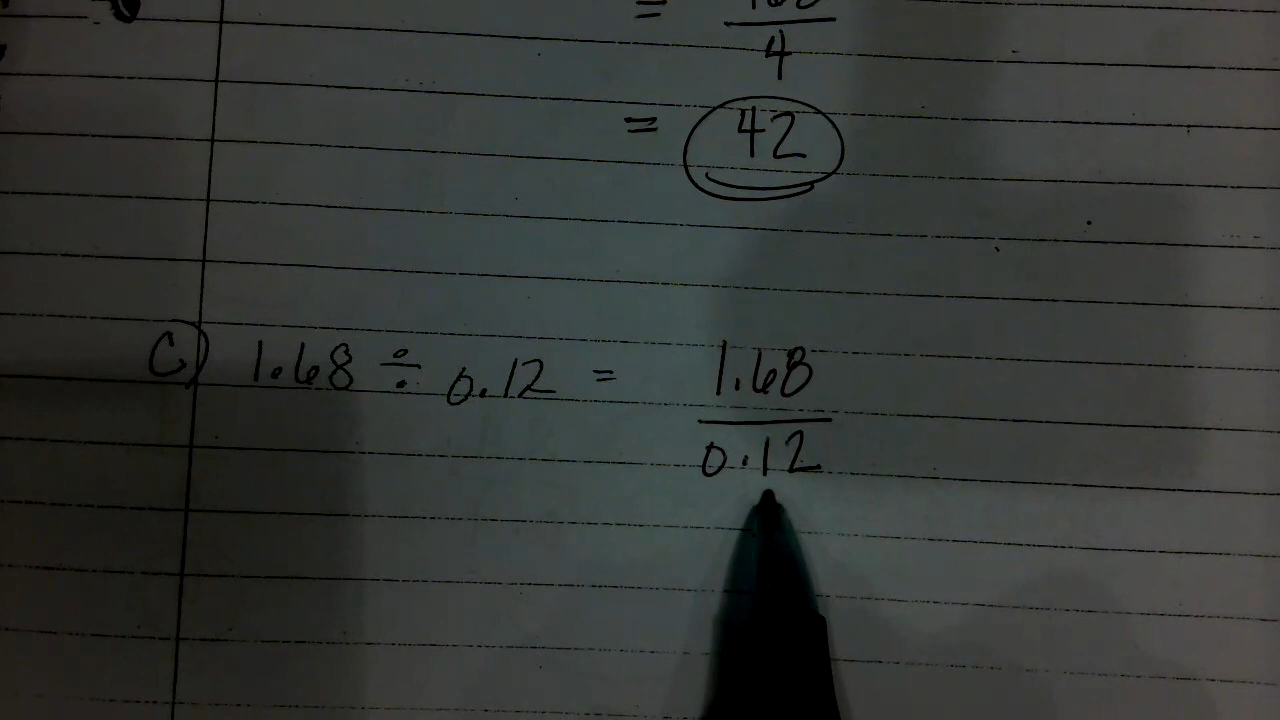 =
4
= 42
C) 1.68 ÷ 0.12 = 1.68
0.12